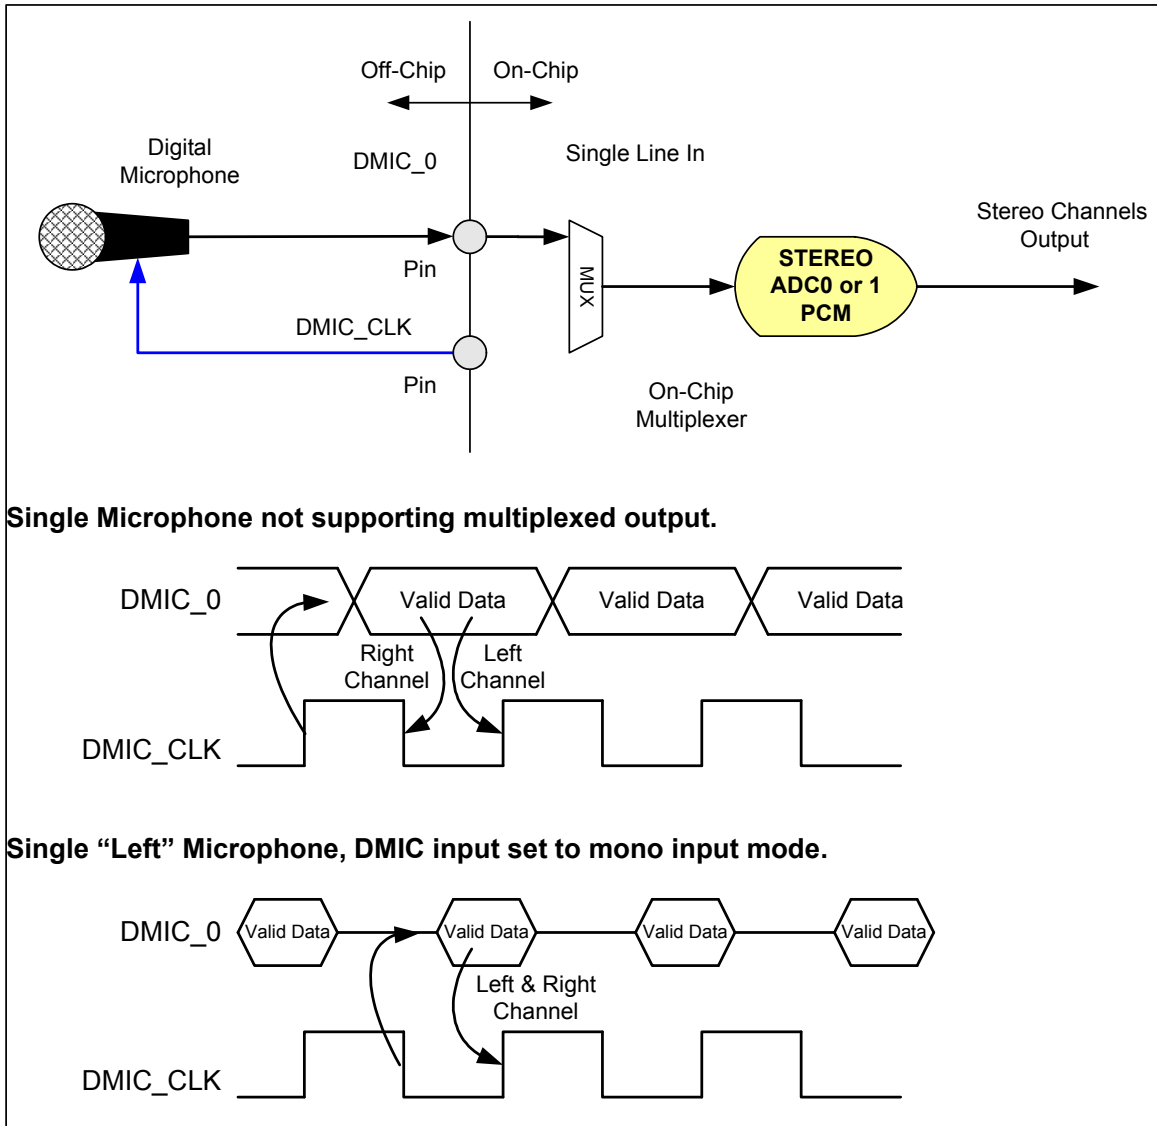 Off-Chip
On-Chip
Digital
Microphone
DMIC_0
Single Line In
Stereo Channels
Output
Pin
MUX
STEREO
ADC0 or 1
PCM
DMIC_CLK
Pin
On-Chip
Multiplexer
Single Microphone not supporting multiplexed output.
DMIC_0
Valid Data
Valid Data
Valid Data
Right
Channel
Left
Channel
DMIC_CLK
Single “Left” Microphone, DMIC input set to mono input mode.
DMIC_0
Valid Data
Valid Data
Valid Data
Valid Data
Left & Right
Channel
DMIC_CLK